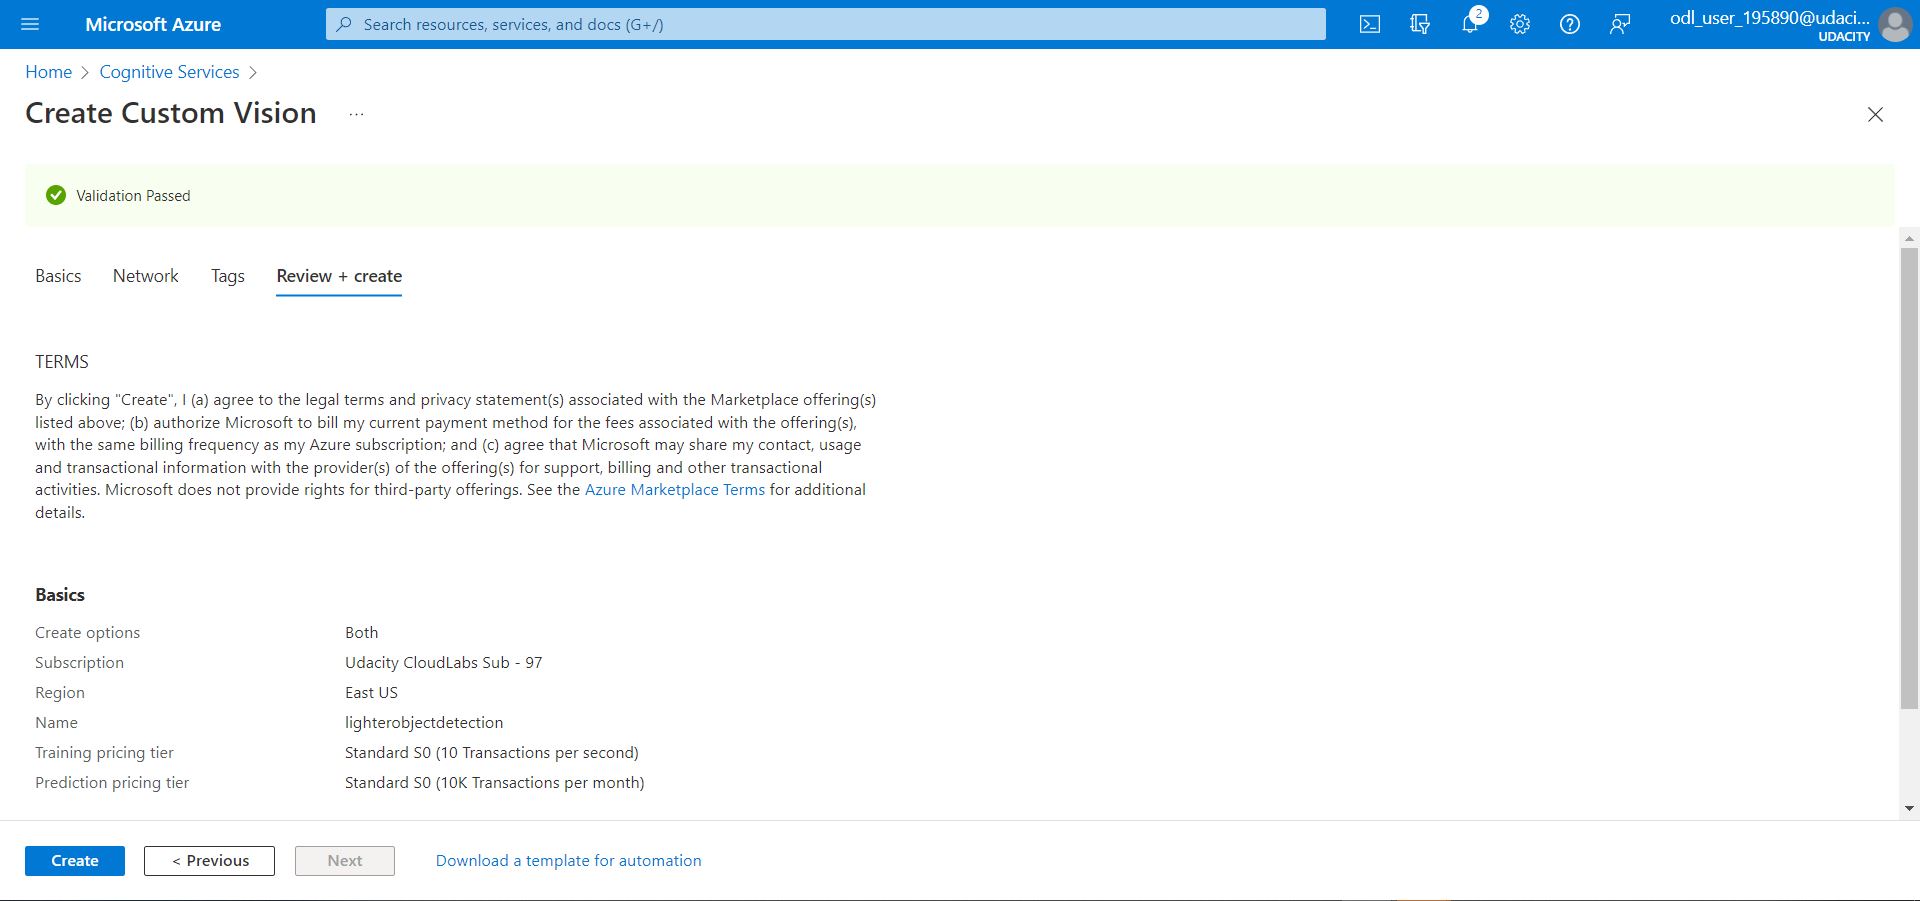 Microsoft Azure
Search resources, services, and docs (G+/)
2
odl_user_195890@udaci...
UDACITY
Home > Cognitive Services >
Create Custom Vision ...
Validation Passed
Basics Network Tags Review + create
TERMS
By clicking "Create", I (a) agree to the legal terms and privacy statement(s) associated with the Marketplace offering(s)
listed above; (b) authorize Microsoft to bill my current payment method for the fees associated with the offering(s),
with the same billing frequency as my Azure subscription; and (c) agree that Microsoft may share my contact, usage
and transactional information with the provider(s) of the offering(s) for support, billing and other transactional
activities. Microsoft does not provide rights for third-party offerings. See the Azure Marketplace Terms for additional
details.
Basics
Create options Both
Subscription Udacity CloudLabs Sub - 97
Region East US
Name lighterobjectdetection
Training pricing tier Standard S0 (10 Transactions per second)
Prediction pricing tier Standard S0 (10K Transactions per month)
Create < Previous Next Download a template for automation